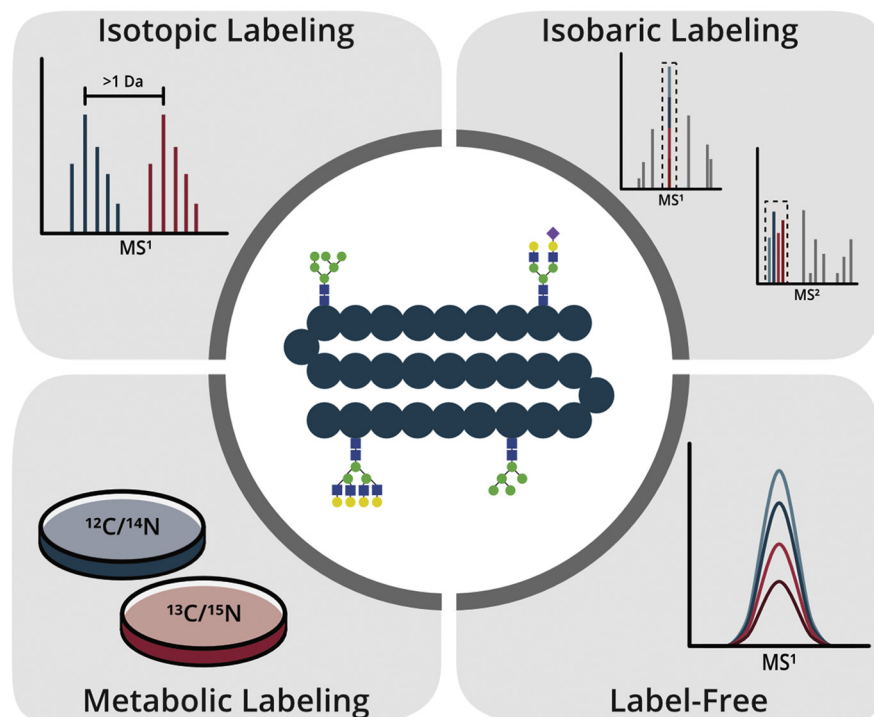 Isotopic Labeling
>1 Da
MS¹
Isobaric Labeling
MS¹
MS²
¹²C/¹⁴N
¹³C/¹⁵N
Metabolic Labeling
MS¹
Label-Free